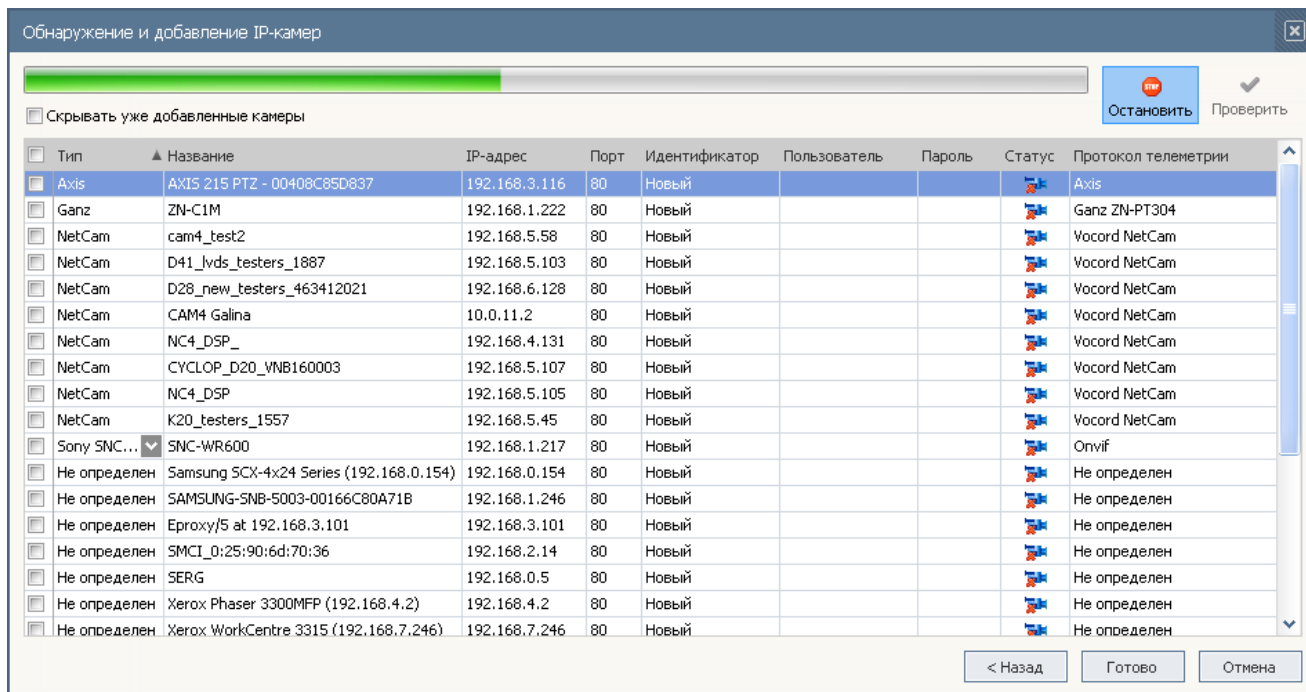 Обнаружение и добавление IP-камер
STOP
Остановить Проверить
Скрывать уже добавленные камеры
Тип Название IP-адрес Порт Идентификатор Пользователь Пароль Статус Протокол телеметрии
Axis AXIS 215 PTZ - 00408C85D837 192.168.3.116 80 Новый Axis
Ganz ZN-C1M 192.168.1.222 80 Новый Ganz ZN-PT304
NetCam cam4_test2 192.168.5.58 80 Новый Vocord NetCam
NetCam D41_lvds_testers_1887 192.168.5.103 80 Новый Vocord NetCam
NetCam D28_new_testers_463412021 192.168.6.128 80 Новый Vocord NetCam
NetCam CAM4 Galina 10.0.11.2 80 Новый Vocord NetCam
NetCam NC4_DSP_ 192.168.4.131 80 Новый Vocord NetCam
NetCam CYCLOP_D20_VNB160003 192.168.5.107 80 Новый Vocord NetCam
NetCam NC4_DSP 192.168.5.105 80 Новый Vocord NetCam
NetCam K20_testers_1557 192.168.5.45 80 Новый Vocord NetCam
Sony SNC... SNC-WR600 192.168.1.217 80 Новый Onvif
Не определен Samsung SCX-4x24 Series (192.168.0.154) 192.168.0.154 80 Новый Не определен
Не определен SAMSUNG-SNB-5003-00166C80A71B 192.168.1.246 80 Новый Не определен
Не определен Eproxy/5 at 192.168.3.101 192.168.3.101 80 Новый Не определен
Не определен SMCI_0:25:90:6d:70:36 192.168.2.14 80 Новый Не определен
Не определен SERG 192.168.0.5 80 Новый Не определен
Не определен Xerox Phaser 3300MFP (192.168.4.2) 192.168.4.2 80 Новый Не определен
Не определен Xerox WorkCentre 3315 (192.168.7.246) 192.168.7.246 80 Новый Не определен
< Назад Готово Отмена